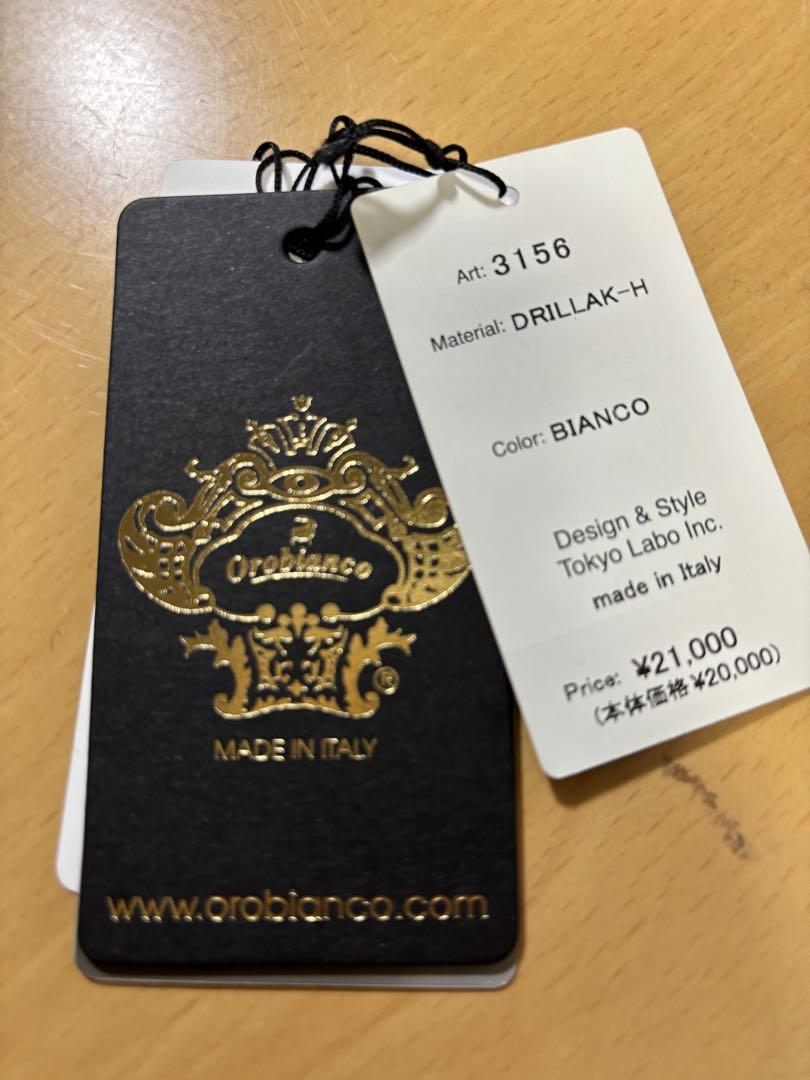 Orobianco
®
MADE IN ITALY
www.orobianco.com
Art: 3156
Material: DRILLAK-H
Color: BIANCO
Design & Style
Tokyo Labo Inc.
made in Italy
Price: ¥21,000
(本体価格¥20,000)